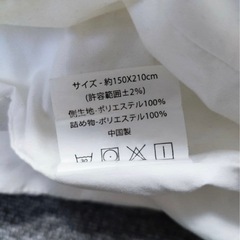 サイズ - 約150X210cm
(許容範囲±2%)
側生地-ポリエステル100%
詰め物-ポリエステル100%
中国製